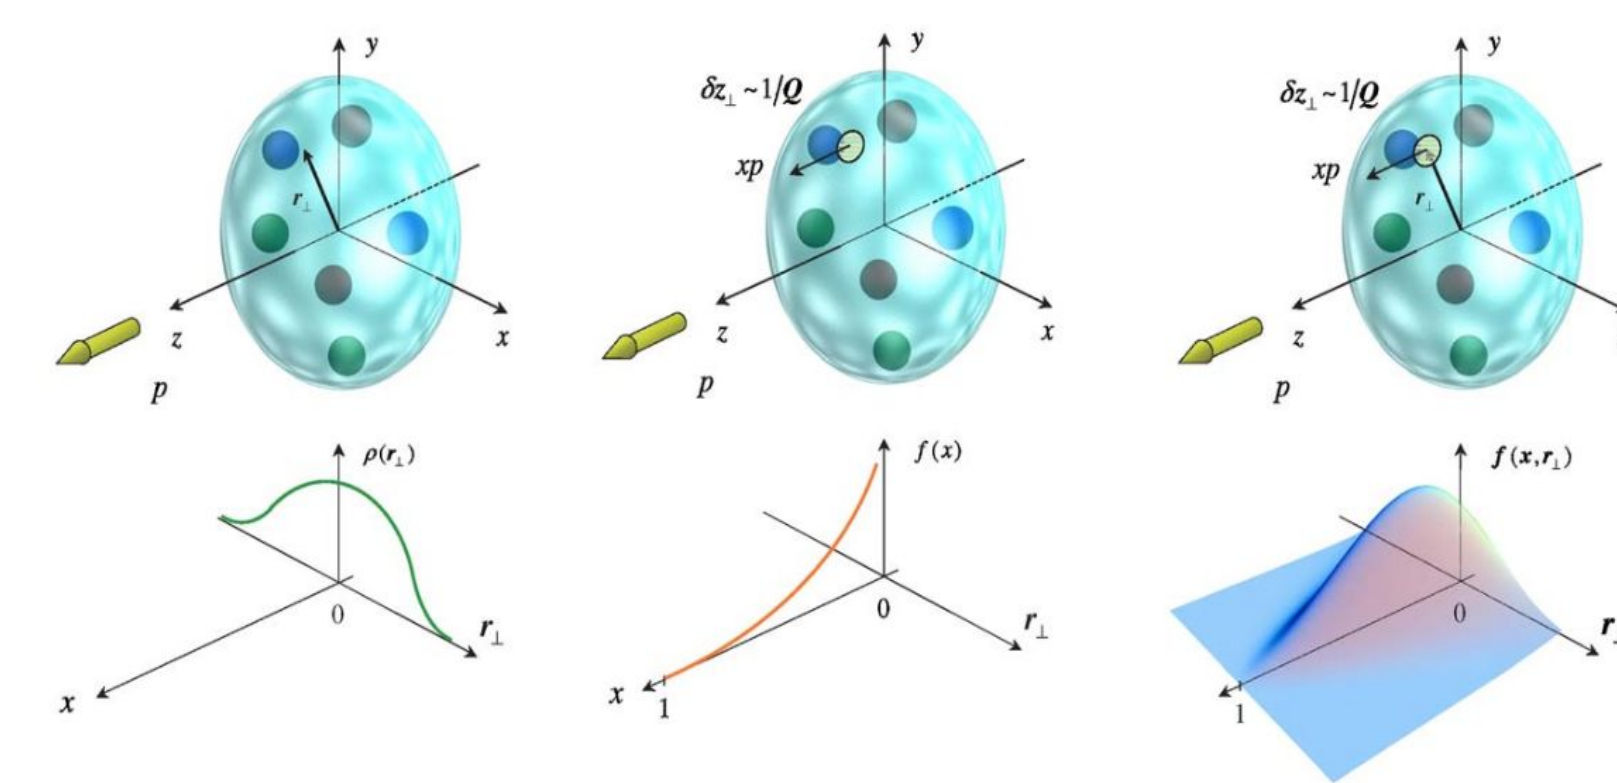 y
r⊥
z
x
p
y
δz⊥ ~ 1/Q
xp
z
x
p
y
δz⊥ ~ 1/Q
xp
r⊥
z
p
ρ(r⊥)
0
r⊥
x
f(x)
0
r⊥
x
1
f(x,r⊥)
0
r⊥
1